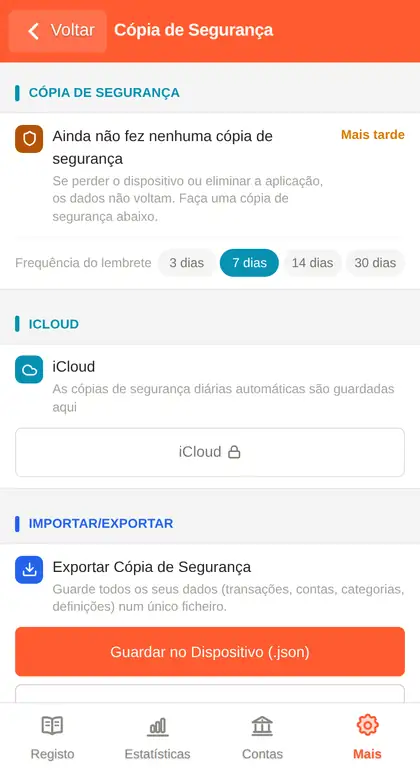 Voltar Cópia de Segurança
CÓPIA DE SEGURANÇA
Ainda não fez nenhuma cópia de
segurança
Mais tarde
Se perder o dispositivo ou eliminar a aplicação,
os dados não voltam. Faça uma cópia de
segurança abaixo.
Frequência do lembrete 3 dias 7 dias 14 dias 30 dias
ICLOUD
iCloud
As cópias de segurança diárias automáticas são guardadas
aqui
iCloud
IMPORTAR/EXPORTAR
Exportar Cópia de Segurança
Guarde todos os seus dados (transações, contas, categorias,
definições) num único ficheiro.
Guardar no Dispositivo (.json)
Registo Estatísticas Contas Mais